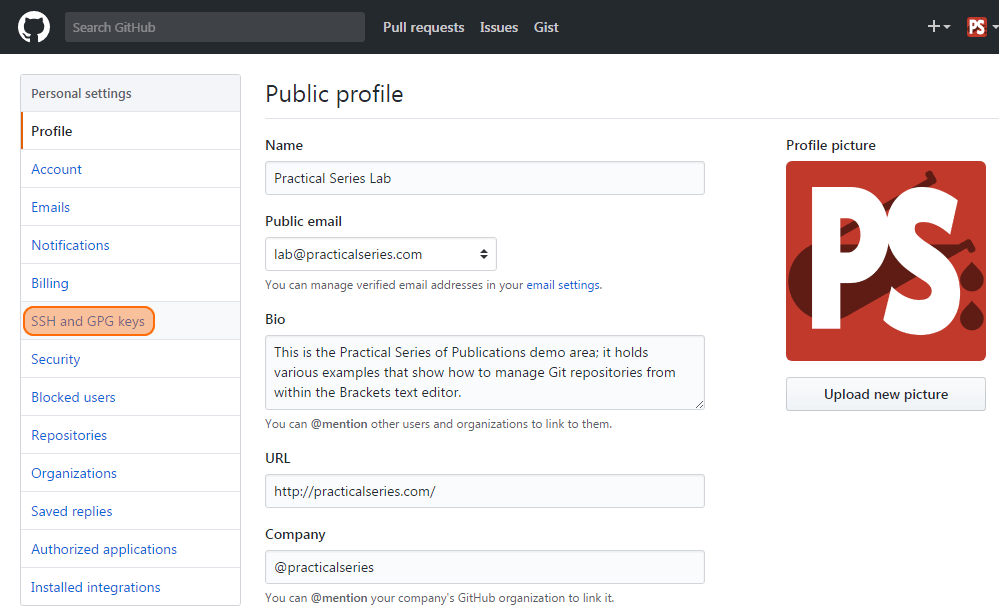 Search GitHub
Pull requests
Issues
Gist
PS
Personal settings
Profile
Account
Emails
Notifications
Billing
SSH and GPG keys
Security
Blocked users
Repositories
Organizations
Saved replies
Authorized applications
Installed integrations
Public profile
Name
Practical Series Lab
Public email
lab@practicalseries.com
You can manage verified email addresses in your email settings.
Bio
This is the Practical Series of Publications demo area; it holds
various examples that show how to manage Git repositories from
within the Brackets text editor.
You can @mention other users and organizations to link to them.
URL
http://practicalseries.com/
Company
@practicalseries
You can @mention your company's GitHub organization to link it.
Profile picture
PS
Upload new picture